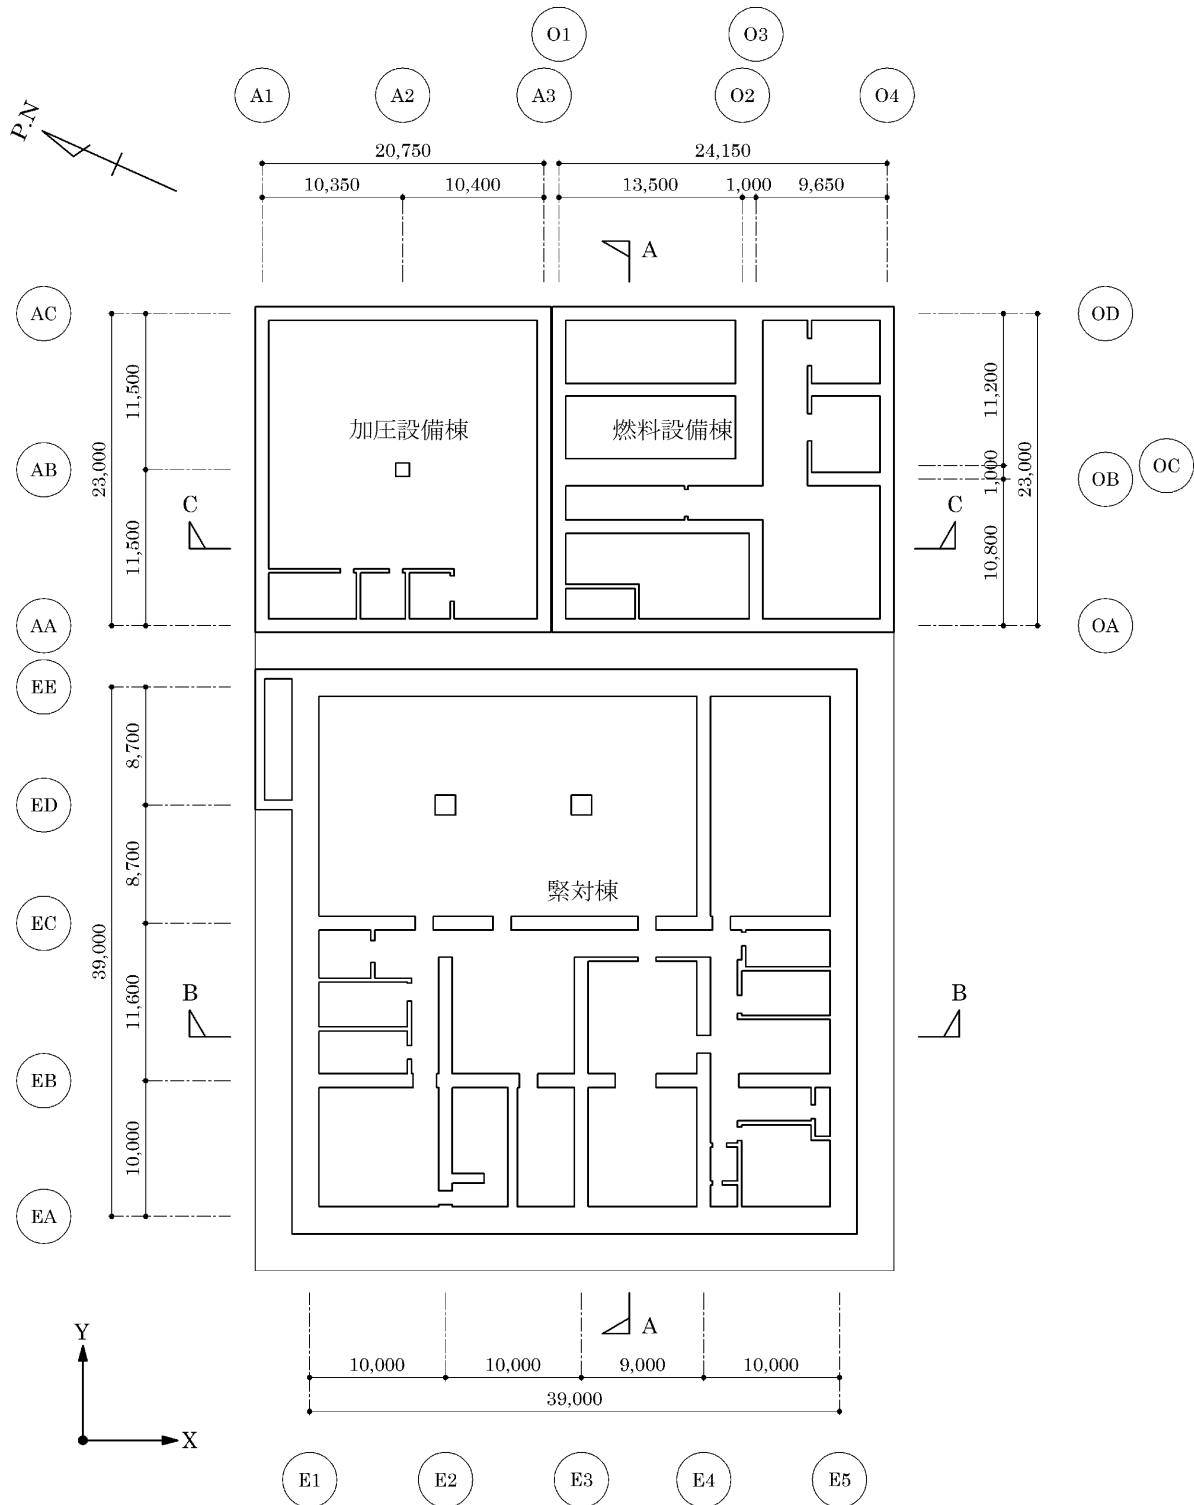 O1 O3
A1 A2 A3 O2 O4
P.N
20,750 24,150
10,350 10,400 13,500 1,000 9,650
A
AC OD
11,500 11,200
加圧設備棟 燃料設備棟
23,000 1,000 23,000
AB OB OC
C C
11,500 10,800
AA OA
EE
8,700
ED
8,700
緊対棟
EC
39,000
11,600
B B
EB
10,000
EA
A
Y
10,000 10,000 9,000 10,000
39,000
X
E1 E2 E3 E4 E5